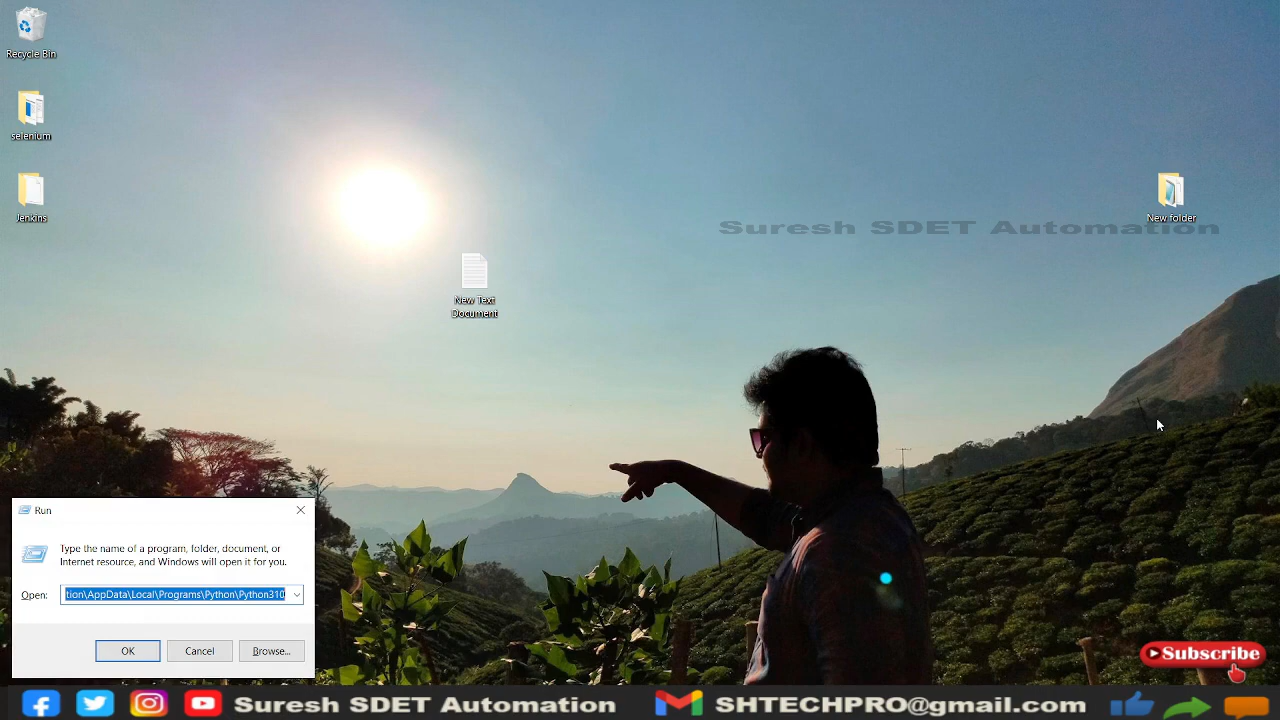 Recycle Bin
selenium
Jenkins
New folder
Suresh SDET Automation
New Text
Document
Run
Type the name of a program, folder, document, or
Internet resource, and Windows will open it for you.
Open:
tion\AppData\Local\Programs\Python\Python310
OK
Cancel
Browse...
Subscribe
Suresh SDET Automation
SHTECHPRO@gmail.com